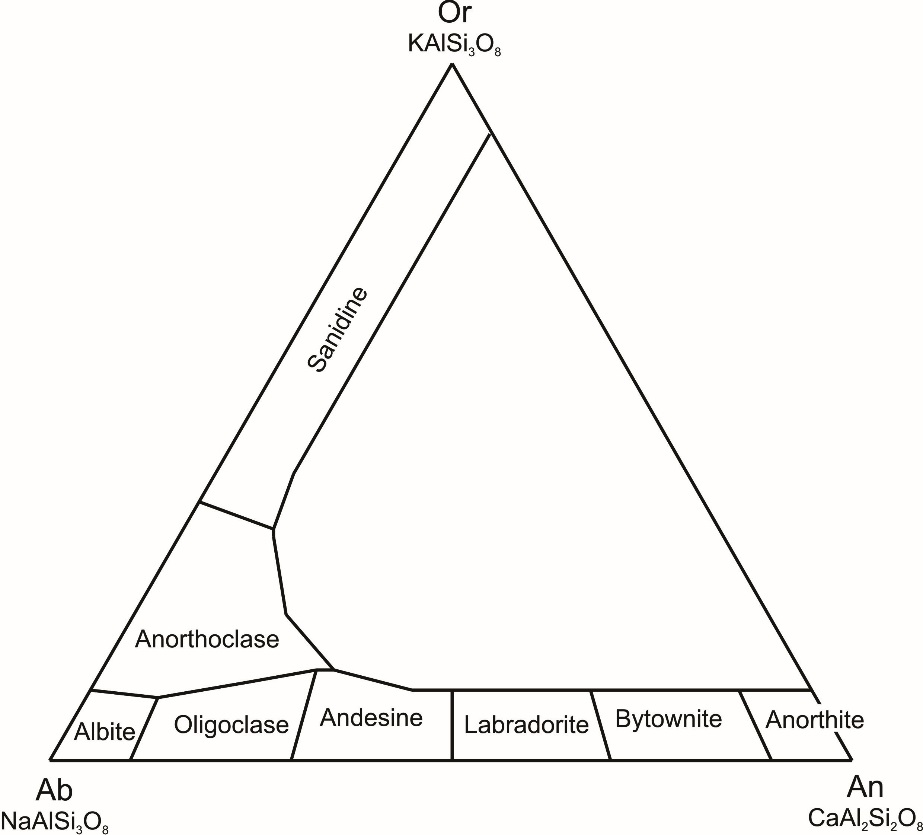 Or
KAlSi₃O₈
Sanidine
Anorthoclase
Albite
Oligoclase
Andesine
Labradorite
Bytownite
Anorthite
Ab
NaAlSi₃O₈
An
CaAl₂Si₂O₈